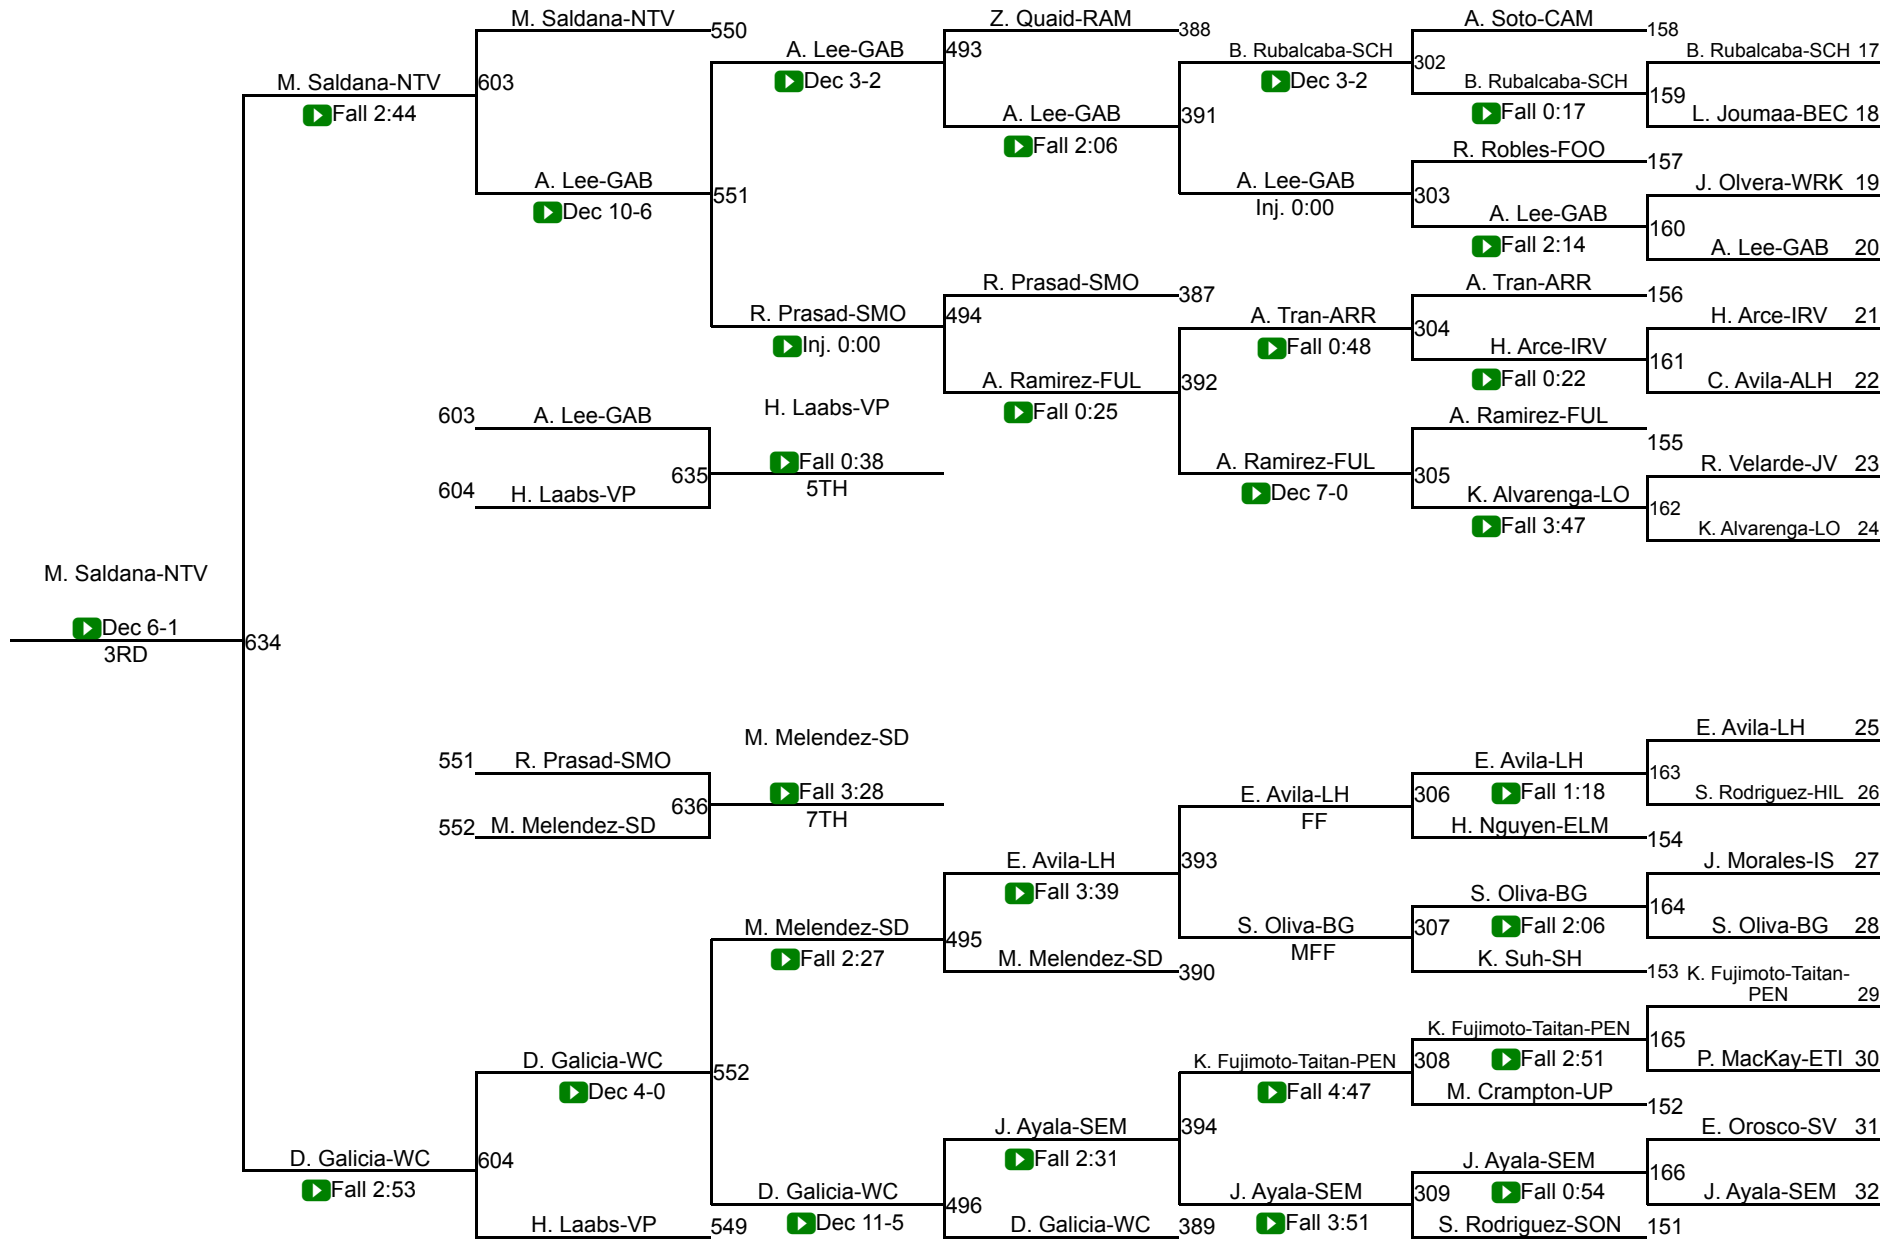 M. Saldana-NTV
550
Z. Quaid-RAM
388
A. Soto-CAM
158
A. Lee-GAB
493
B. Rubalcaba-SCH
302
B. Rubalcaba-SCH 17
M. Saldana-NTV
603
Dec 3-2
Dec 3-2
B. Rubalcaba-SCH
159
Fall 2:44
A. Lee-GAB
391
Fall 0:17
L. Joumaa-BEC 18
Fall 2:06
R. Robles-FOO
157
A. Lee-GAB
551
A. Lee-GAB
303
J. Olvera-WRK 19
Dec 10-6
Inj. 0:00
A. Lee-GAB
160
Fall 2:14
A. Lee-GAB 20
R. Prasad-SMO
387
A. Tran-ARR
156
R. Prasad-SMO
494
A. Tran-ARR
304
H. Arce-IRV 21
Inj. 0:00
Fall 0:48
H. Arce-IRV
161
A. Ramirez-FUL
392
Fall 0:22
C. Avila-ALH 22
603
A. Lee-GAB
H. Laabs-VP
Fall 0:25
A. Ramirez-FUL
155
635
Fall 0:38
A. Ramirez-FUL
305
R. Velarde-JV 23
604
H. Laabs-VP
5TH
Dec 7-0
K. Alvarenga-LO
162
Fall 3:47
K. Alvarenga-LO 24
M. Saldana-NTV
Dec 6-1
634
3RD
M. Melendez-SD
E. Avila-LH 25
551
R. Prasad-SMO
E. Avila-LH
163
636
Fall 3:28
E. Avila-LH
306
Fall 1:18
S. Rodriguez-HIL 26
552
M. Melendez-SD
7TH
FF
H. Nguyen-ELM
154
E. Avila-LH
393
J. Morales-IS 27
Fall 3:39
S. Oliva-BG
164
M. Melendez-SD
495
S. Oliva-BG
307
Fall 2:06
S. Oliva-BG 28
Fall 2:27
M. Melendez-SD
390
MFF
K. Suh-SH
153
K. Fujimoto-Taitan-
PEN 29
K. Fujimoto-Taitan-PEN
165
D. Galicia-WC
552
K. Fujimoto-Taitan-PEN
308
Fall 2:51
P. MacKay-ETI 30
Dec 4-0
Fall 4:47
M. Crampton-UP
152
J. Ayala-SEM
394
E. Orosco-SV 31
D. Galicia-WC
604
Fall 2:31
J. Ayala-SEM
166
Fall 2:53
D. Galicia-WC
496
J. Ayala-SEM
309
Fall 0:54
J. Ayala-SEM 32
H. Laabs-VP
549
Dec 11-5
D. Galicia-WC
389
Fall 3:51
S. Rodriguez-SON
151